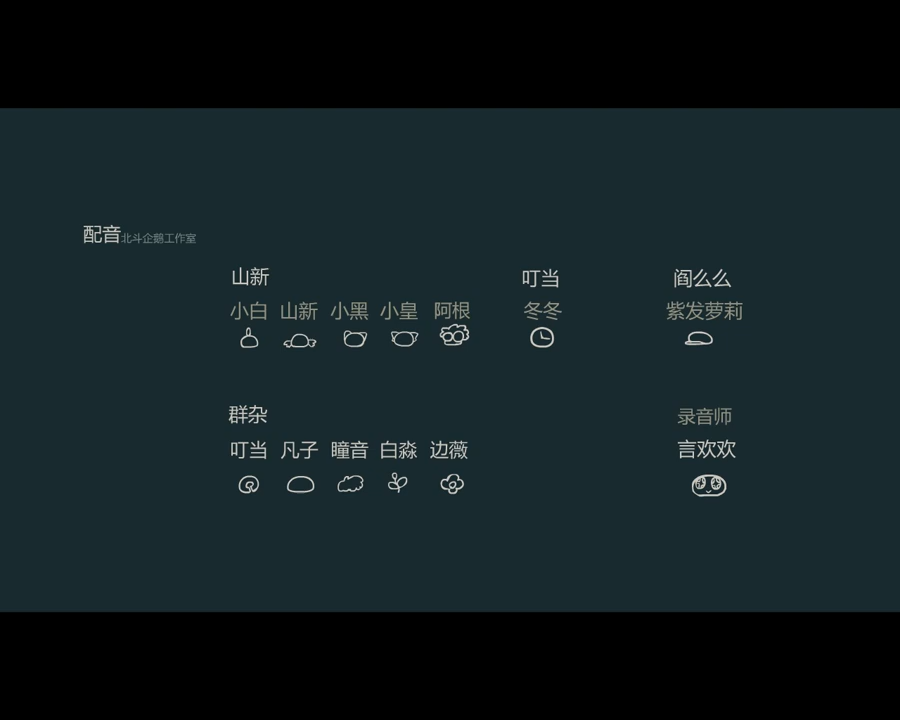 配音北斗企鹅工作室
山新 叮当 阎么么
小白 山新 小黑 小皇 阿根 冬冬 紫发萝莉
群杂 录音师
叮当 凡子 瞳音 白淼 边薇 言欢欢